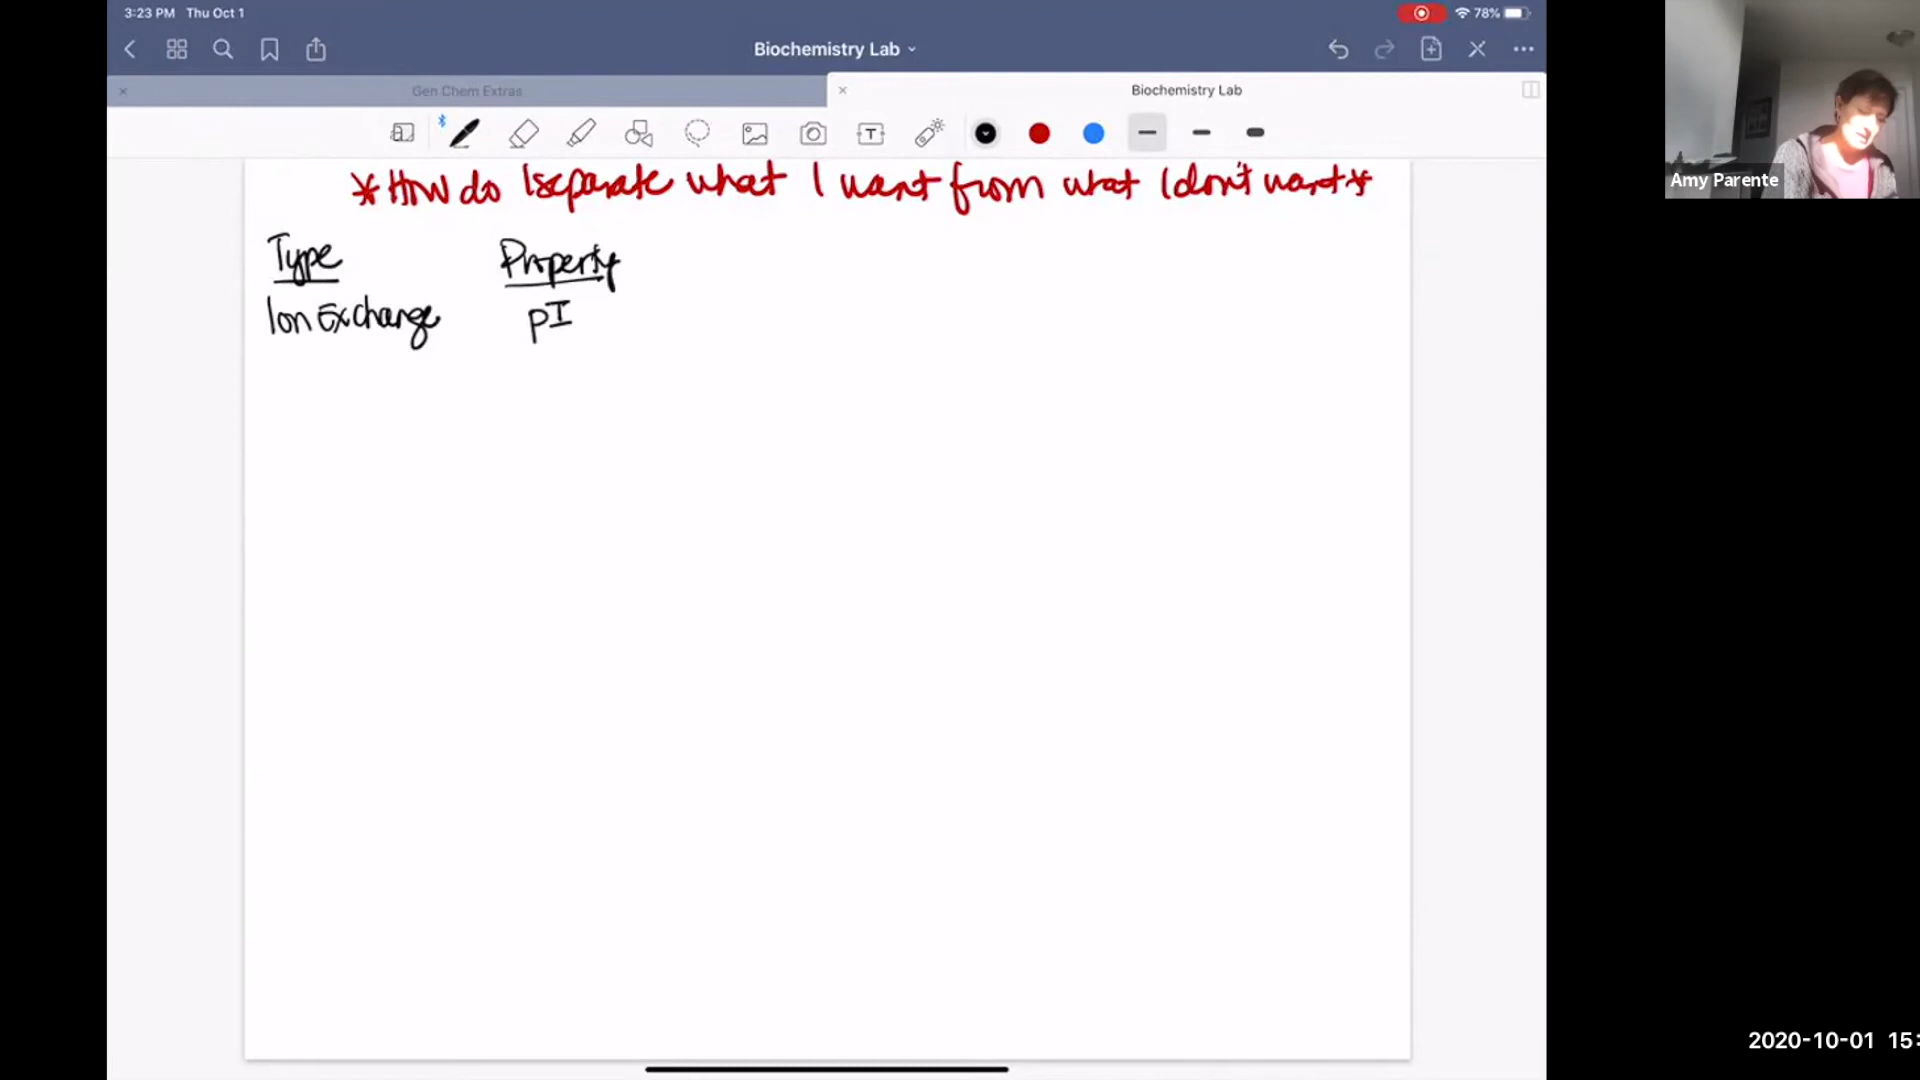 3:23 PM Thu Oct 1
78%
Biochemistry Lab
Gen Chem Extras
Biochemistry Lab
T
Amy Parente
*How do I separate what I want from what I don't want*
Type Property
Ion Exchange pI
2020-10-01 15: